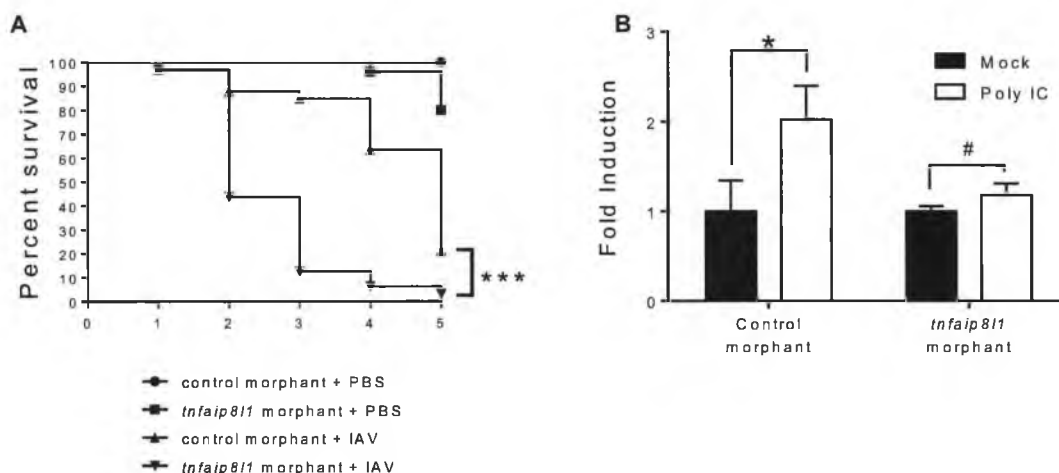 A
Percent survival
100
90
80
70
60
50
40
30
20
10
0
0 1 2 3 4 5
***
control morphant + PBS
tnfaip8l1 morphant + PBS
control morphant + IAV
tnfaip8l1 morphant + IAV
B
Fold Induction
3
2
1
0
*
#
Mock
Poly IC
Control
morphant
tnfaip8l1
morphant